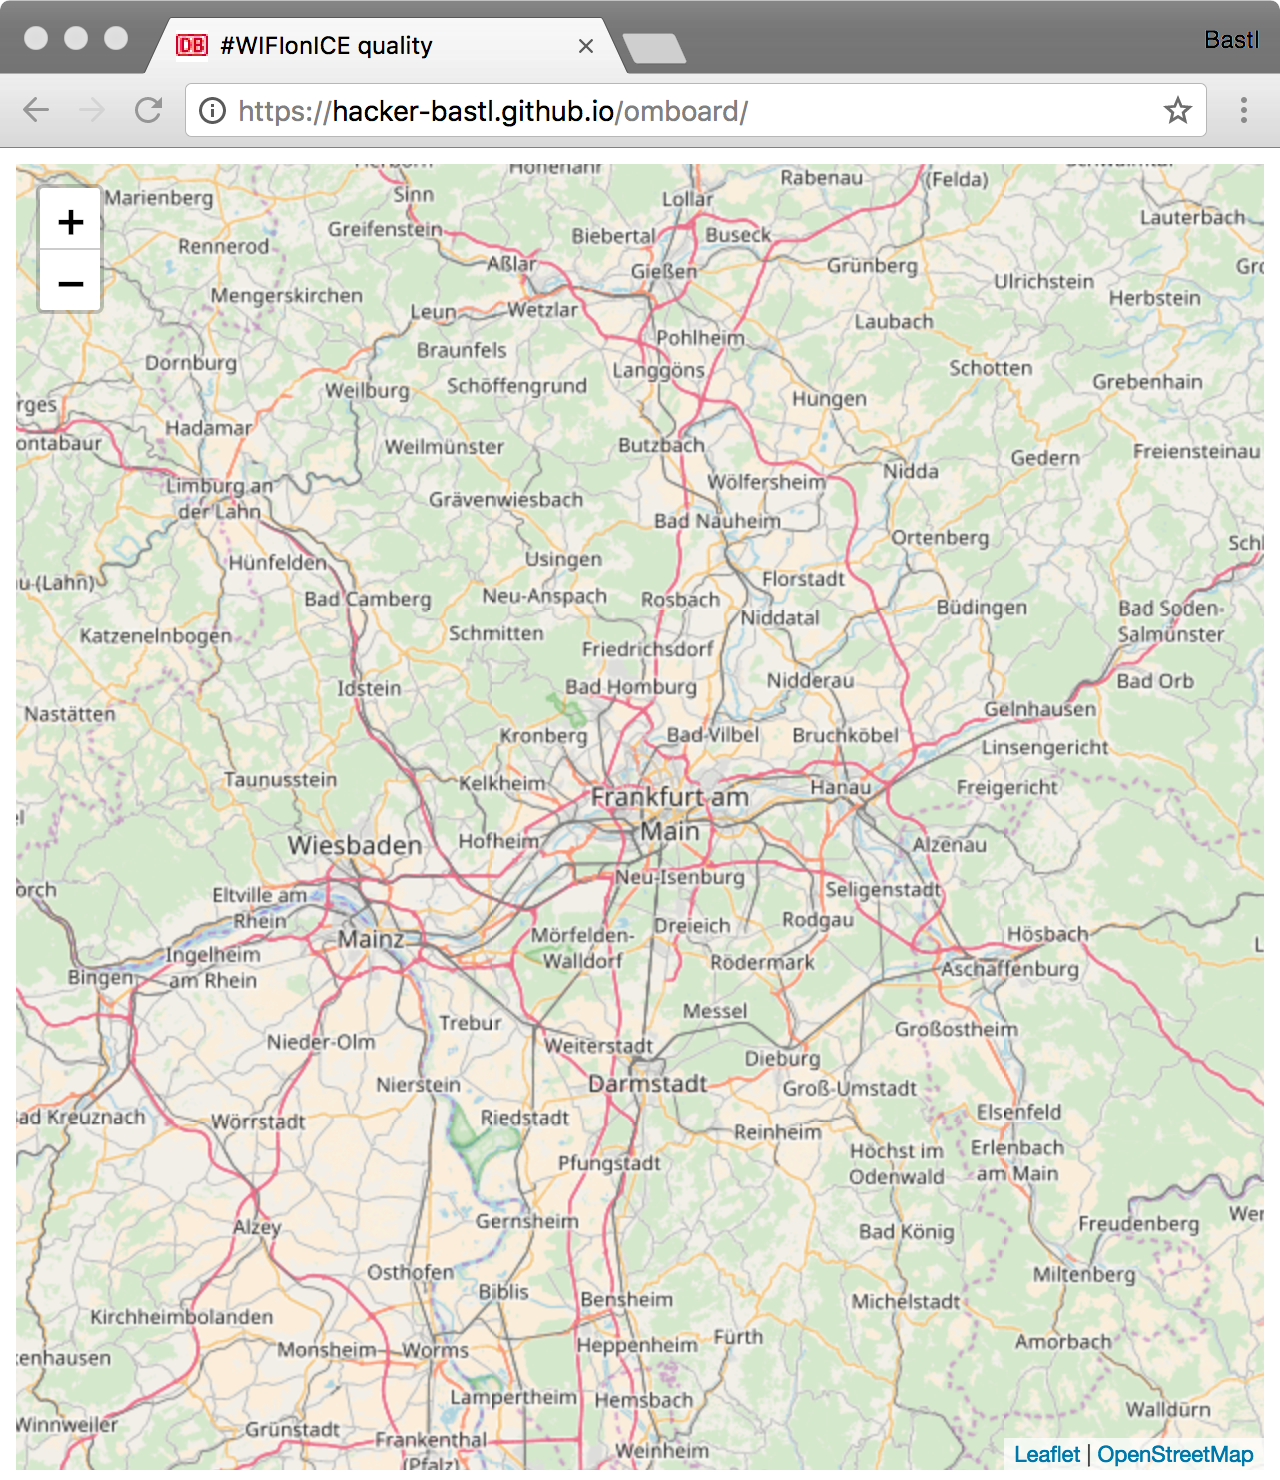 DB #WIFIonICE quality
Bastl
https://hacker-bastl.github.io/omboard/
Hohenahr
Rabenau
(Felda)
Marienberg
Sinn
Lollar
Lauterbach
Greifenstein
Biebertal
Buseck
Rennerod
Aßlar
Gießen
Grünberg
Ulrichstein
Mengerskirchen
Leun
Wetzlar
Herbstein
Laubach
Pohlheim
Braunfels
Dornburg
Langgöns
Schotten
Weilburg
Schöffengrund
Grebenhain
Hungen
rges
Hadamar
ontabaur
Weilmünster
Butzbach
Gedern
Freiensteinau
Nidda
Limburg an
der Lahn
Wölfersheim
Grävenwiesbach
Bad Nauheim
Ortenberg
Schl
Hünfelden
Usingen
u-(Lahn)
Florstadt
Bad Camberg
Neu-Anspach
Rosbach
Büdingen
Bad Soden-
Salmünster
Niddatal
Katzenelnbogen
Schmitten
Friedrichsdorf
Idstein
Bad Homburg
Nidderau
Bad Orb
Nastätten
Gelnhausen
Kronberg
Bad Vilbel
Bruchköbel
Linsengericht
Taunusstein
Kelkheim
Hanau
Freigericht
Frankfurt am
Main
el
Wiesbaden
Hofheim
Alzenau
Neu-Isenburg
Seligenstadt
orch
Eltville am
Rhein
Dreieich
Rodgau
Mainz
Mörfelden-
Walldorf
Hösbach
Ingelheim
am Rhein
Bingen
Rödermark
Aschaffenburg
Messel
Trebur
Großostheim
Nieder-Olm
Weiterstadt
Dieburg
Nierstein
Darmstadt
Groß-Umstadt
ad Kreuznach
Wörrstadt
Riedstadt
Elsenfeld
Reinheim
Höchst im
Odenwald
Erlenbach
am Main
Pfungstadt
Alzey
Gernsheim
Freudenberg
Wer
Bad König
Osthofen
Miltenberg
Biblis
Bensheim
Michelstadt
Kirchheimbolanden
Fürth
Monsheim
Worms
Heppenheim
Amorbach
kenhausen
Lampertheim
Hemsbach
Walldürn
Winnweiler
Grünstadt
Frankenthal
(Pfalz)
Weinheim
Leaflet | OpenStreetMap